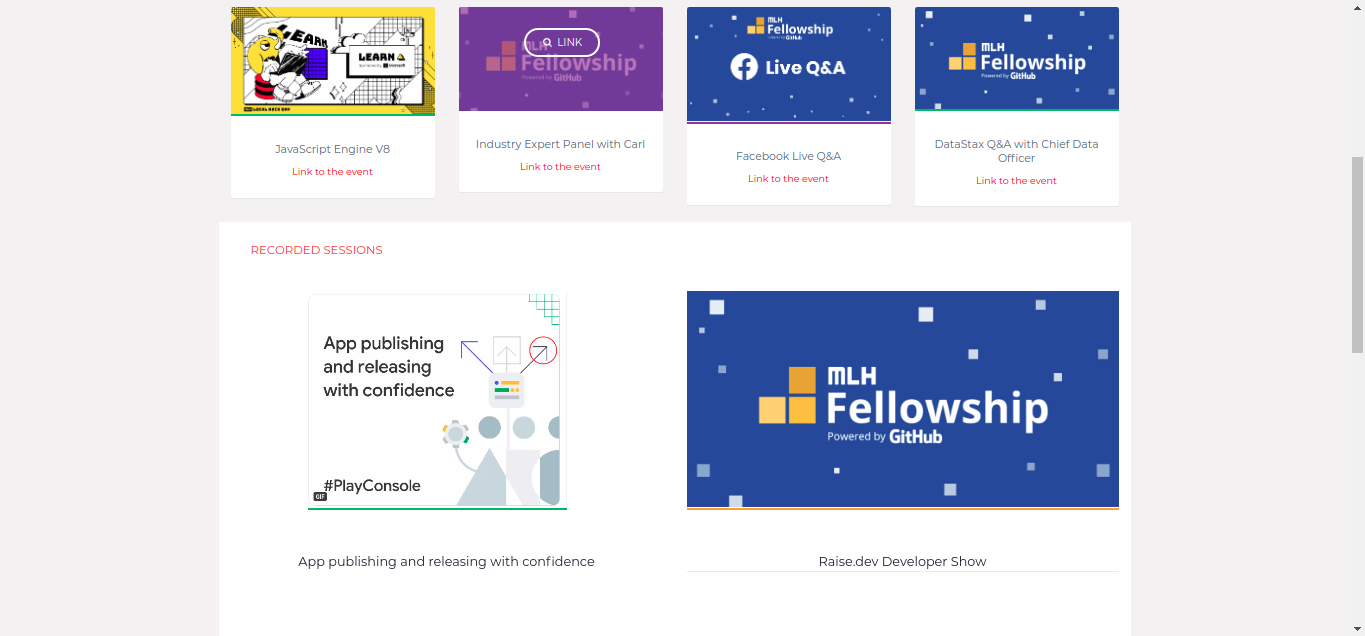 LEARN
LEARN
Microsoft
LOCAL HACK DAY
JavaScript Engine V8
Link to the event
LINK
MLH
Fellowship
Powered by GitHub
Industry Expert Panel with Carl
Link to the event
MLH
Fellowship
Live Q&A
Facebook Live Q&A
Link to the event
MLH
Fellowship
Powered by GitHub
DataStax Q&A with Chief Data
Officer
Link to the event
RECORDED SESSIONS
App publishing
and releasing
with confidence
#PlayConsole
GIF
App publishing and releasing with confidence
MLH
Fellowship
Powered by GitHub
Raise.dev Developer Show